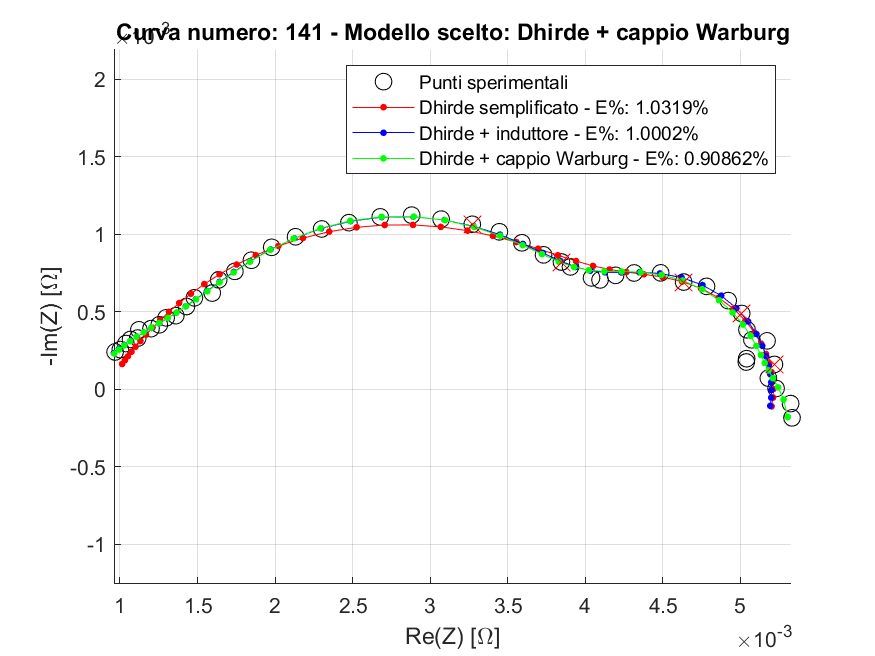 Curva numero: 141 - Modello scelto: Dhirde + cappio Warburg
×10-3
Punti sperimentali
Dhirde semplificato - E%: 1.0319%
Dhirde + induttore - E%: 1.0002%
Dhirde + cappio Warburg - E%: 0.90862%
2
1.5
1
0.5
0
-0.5
-1
-Im(Z) [Ω]
1 1.5 2 2.5 3 3.5 4 4.5 5
Re(Z) [Ω]
×10-3